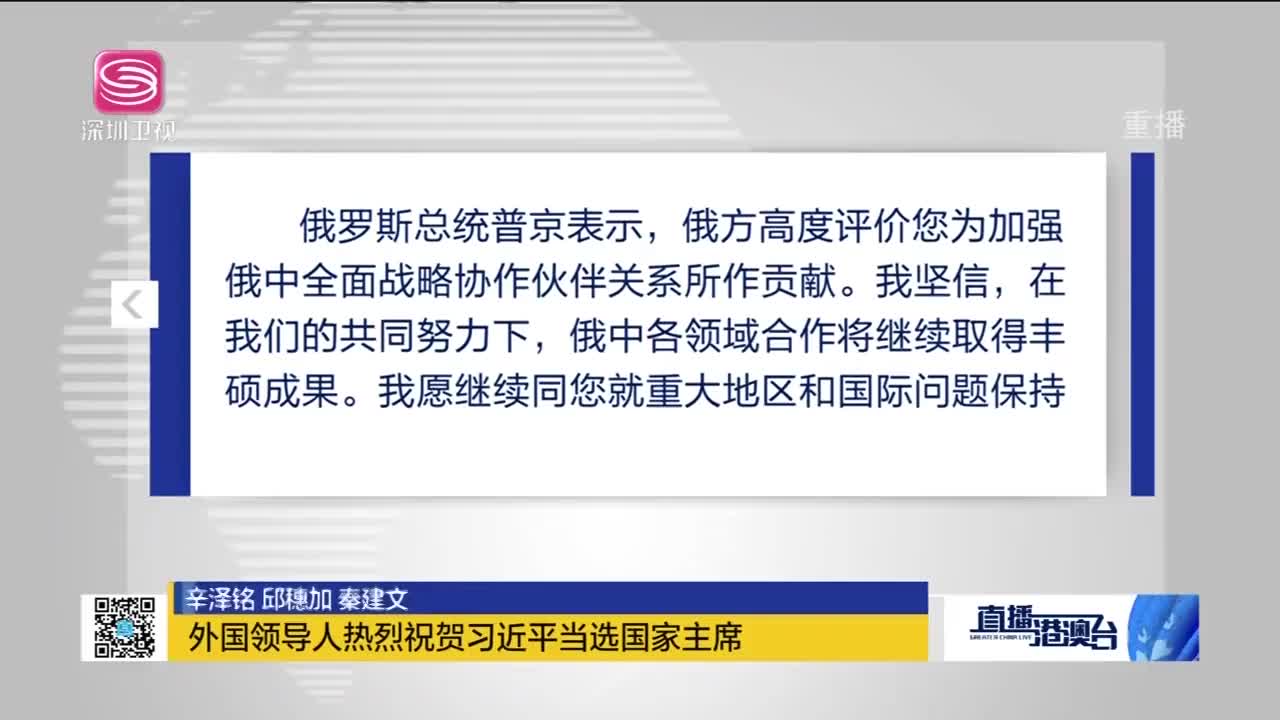 深圳卫视
重播
俄罗斯总统普京表示，俄方高度评价您为加强
俄中全面战略协作伙伴关系所作贡献。我坚信，在
我们的共同努力下，俄中各领域合作将继续取得丰
硕成果。我愿继续同您就重大地区和国际问题保持
辛泽铭 邱穗加 秦建文
外国领导人热烈祝贺习近平当选国家主席
直播
GREATER CHINA LIVE
港澳台